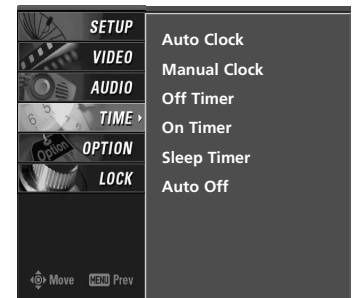 SETUP
VIDEO
AUDIO
TIME
OPTION
LOCK
Auto Clock
Manual Clock
Off Timer
On Timer
Sleep Timer
Auto Off
Option
Move MENU Prev